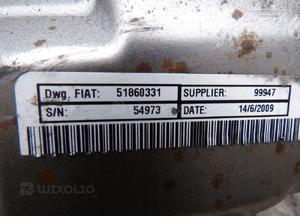 Dwg. FIAT: 51860331 SUPPLIER: 99947
S/N: 54973 DATE: 14/6/2009
WIXOLIO